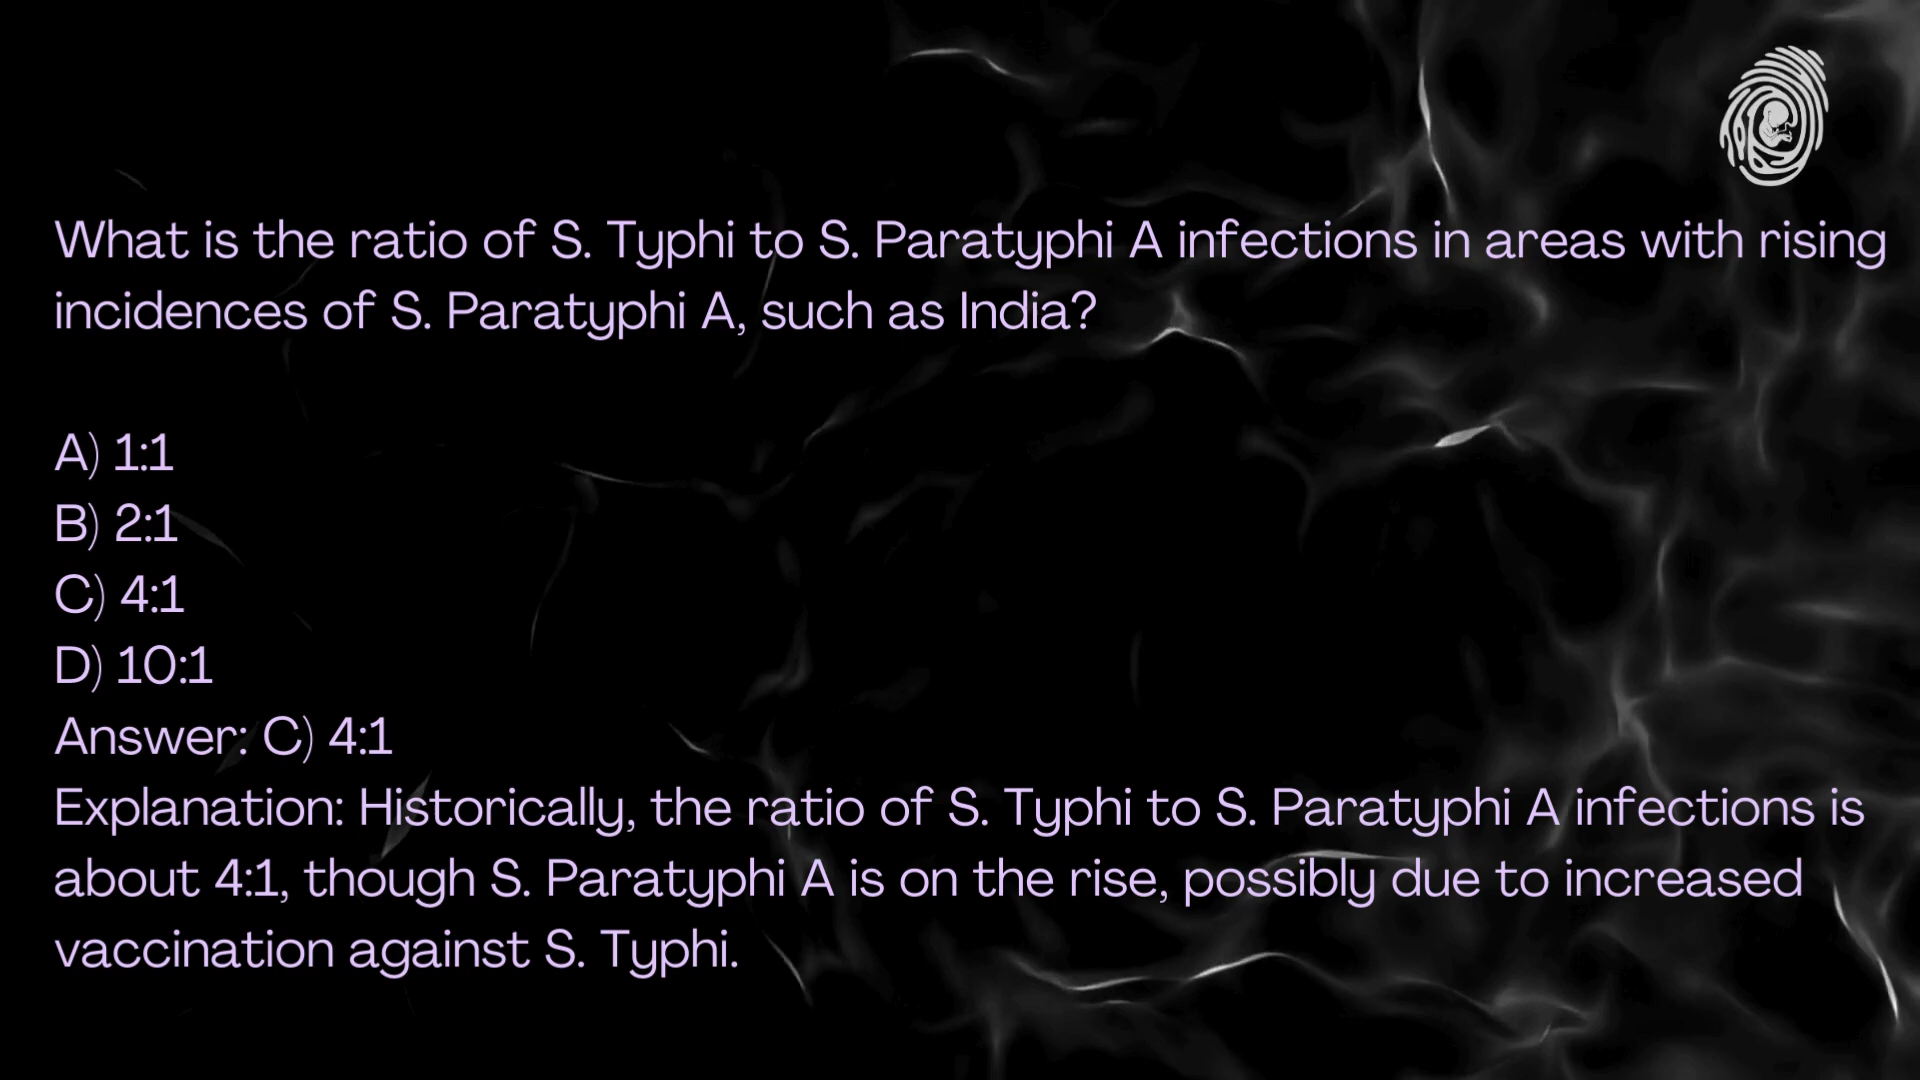 What is the ratio of S. Typhi to S. Paratyphi A infections in areas with rising
incidences of S. Paratyphi A, such as India?
A) 1:1
B) 2:1
C) 4:1
D) 10:1
Answer: C) 4:1
Explanation: Historically, the ratio of S. Typhi to S. Paratyphi A infections is
about 4:1, though S. Paratyphi A is on the rise, possibly due to increased
vaccination against S. Typhi.